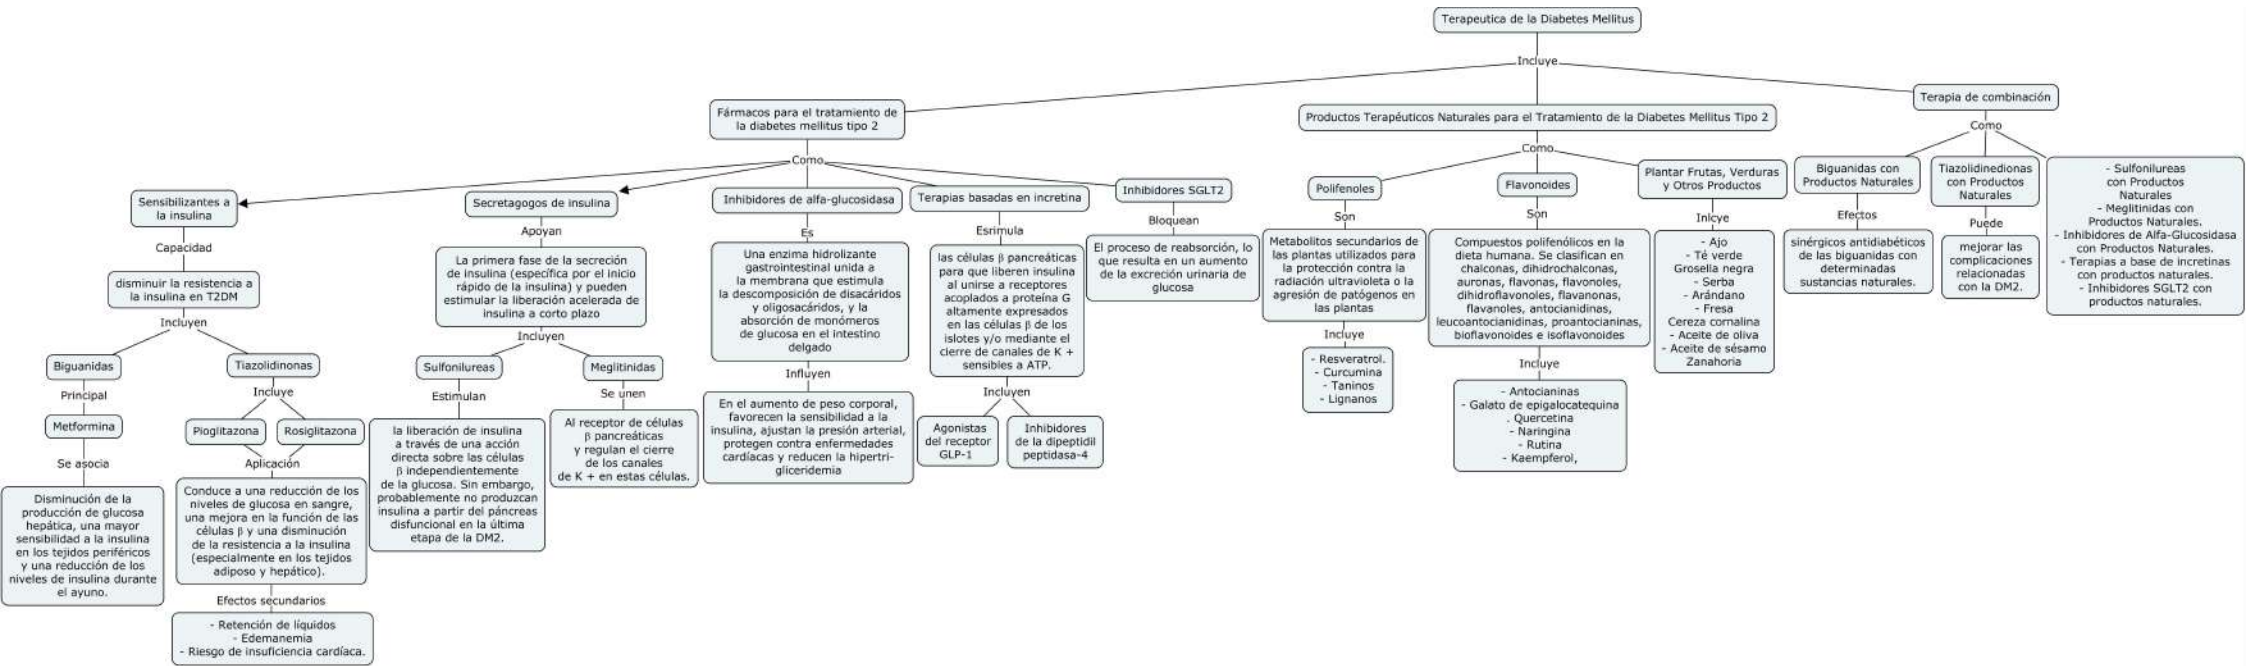 Terapeutica de la Diabetes Mellitus
Incluye
Fármacos para el tratamiento de
la diabetes mellitus tipo 2
Como
Sensibilizantes a
la insulina
Capacidad
disminuir la resistencia a
la insulina en T2DM
Incluyen
Biguanidas
Principal
Metformina
Se asocia
Disminución de la
producción de glucosa
hepática, una mayor
sensibilidad a la insulina
en los tejidos periféricos
y una reducción de los
niveles de insulina durante
el ayuno.
Tiazolidinonas
Incluye
Pioglitazona
Rosiglitazona
Aplicación
Conduce a una reducción de los
niveles de glucosa en sangre,
una mejora en la función de las
células β y una disminución
de la resistencia a la insulina
(especialmente en los tejidos
adiposo y hepático).
Efectos secundarios
- Retención de líquidos
- Edemanemia
- Riesgo de insuficiencia cardíaca.
Secretagogos de insulina
Apoyan
La primera fase de la secreción
de insulina (específica por el inicio
rápido de la insulina) y pueden
estimular la liberación acelerada de
insulina a corto plazo
Incluyen
Sulfonilureas
Estimulan
la liberación de insulina
a través de una acción
directa sobre las células
β independientemente
de la glucosa. Sin embargo,
probablemente no produzcan
insulina a partir del páncreas
disfuncional en la última
etapa de la DM2.
Meglitinidas
Se unen
Al receptor de células
β pancreáticas
y regulan el cierre
de los canales
de K + en estas células.
Inhibidores de alfa-glucosidasa
Es
Una enzima hidrolizante
gastrointestinal unida a
la membrana que estimula
la descomposición de disacáridos
y oligosacáridos, y la
absorción de monómeros
de glucosa en el intestino
delgado
Influyen
En el aumento de peso corporal,
favorecen la sensibilidad a la
insulina, ajustan la presión arterial,
protegen contra enfermedades
cardíacas y reducen la hipertri-
gliceridemia
Terapias basadas en incretina
Esrimula
las células β pancreáticas
para que liberen insulina
al unirse a receptores
acoplados a proteína G
altamente expresados
en las células β de los
islotes y/o mediante el
cierre de canales de K +
sensibles a ATP.
Incluyen
Agonistas
del receptor
GLP-1
Inhibidores
de la dipeptidil
peptidasa-4
Inhibidores SGLT2
Bloquean
El proceso de reabsorción, lo
que resulta en un aumento
de la excreción urinaria de
glucosa
Productos Terapéuticos Naturales para el Tratamiento de la Diabetes Mellitus Tipo 2
Como
Polifenoles
Son
Metabolitos secundarios de
las plantas utilizados para
la protección contra la
radiación ultravioleta o la
agresión de patógenos en
las plantas
Incluye
- Resveratrol.
- Curcumina
- Taninos
- Lignanos
Flavonoides
Son
Compuestos polifenólicos en la
dieta humana. Se clasifican en
chalconas, dihidrochalconas,
auronas, flavonas, flavonoles,
dihidroflavonoles, flavanonas,
flavanoles, antocianidinas,
leucoantocianidinas, proantocianinas,
bioflavonoides e isoflavonoides
Incluye
- Antocianinas
- Galato de epigalocatequina
. Quercetina
- Naringina
- Rutina
- Kaempferol,
Plantar Frutas, Verduras
y Otros Productos
Inlcye
- Ajo
- Té verde
Grosella negra
- Serba
- Arándano
- Fresa
Cereza cornalina
- Aceite de oliva
- Aceite de sésamo
Zanahoria
Terapia de combinación
Como
Biguanidas con
Productos Naturales
Efectos
sinérgicos antidiabéticos
de las biguanidas con
determinadas
sustancias naturales.
Tiazolidinedionas
con Productos
Naturales
Puede
mejorar las
complicaciones
relacionadas
con la DM2.
- Sulfonilureas
con Productos
Naturales
- Meglitinidas con
Productos Naturales.
- Inhibidores de Alfa-Glucosidasa
con Productos Naturales.
- Terapias a base de incretinas
con productos naturales.
- Inhibidores SGLT2 con
productos naturales.